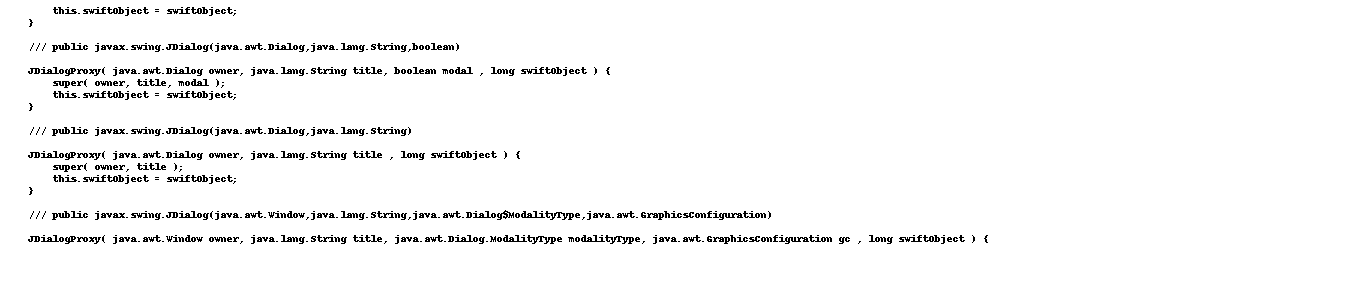 this.swiftObject = swiftObject;
}
/// public javax.swing.JDialog(java.awt.Dialog,java.lang.String,boolean)
JDialogProxy( java.awt.Dialog owner, java.lang.String title, boolean modal , long swiftObject ) {
super( owner, title, modal );
this.swiftObject = swiftObject;
}
/// public javax.swing.JDialog(java.awt.Dialog,java.lang.String)
JDialogProxy( java.awt.Dialog owner, java.lang.String title , long swiftObject ) {
super( owner, title );
this.swiftObject = swiftObject;
}
/// public javax.swing.JDialog(java.awt.Window,java.lang.String,java.awt.Dialog$ModalityType,java.awt.GraphicsConfiguration)
JDialogProxy( java.awt.Window owner, java.lang.String title, java.awt.Dialog.ModalityType modalityType, java.awt.GraphicsConfiguration gc , long swiftObject ) {